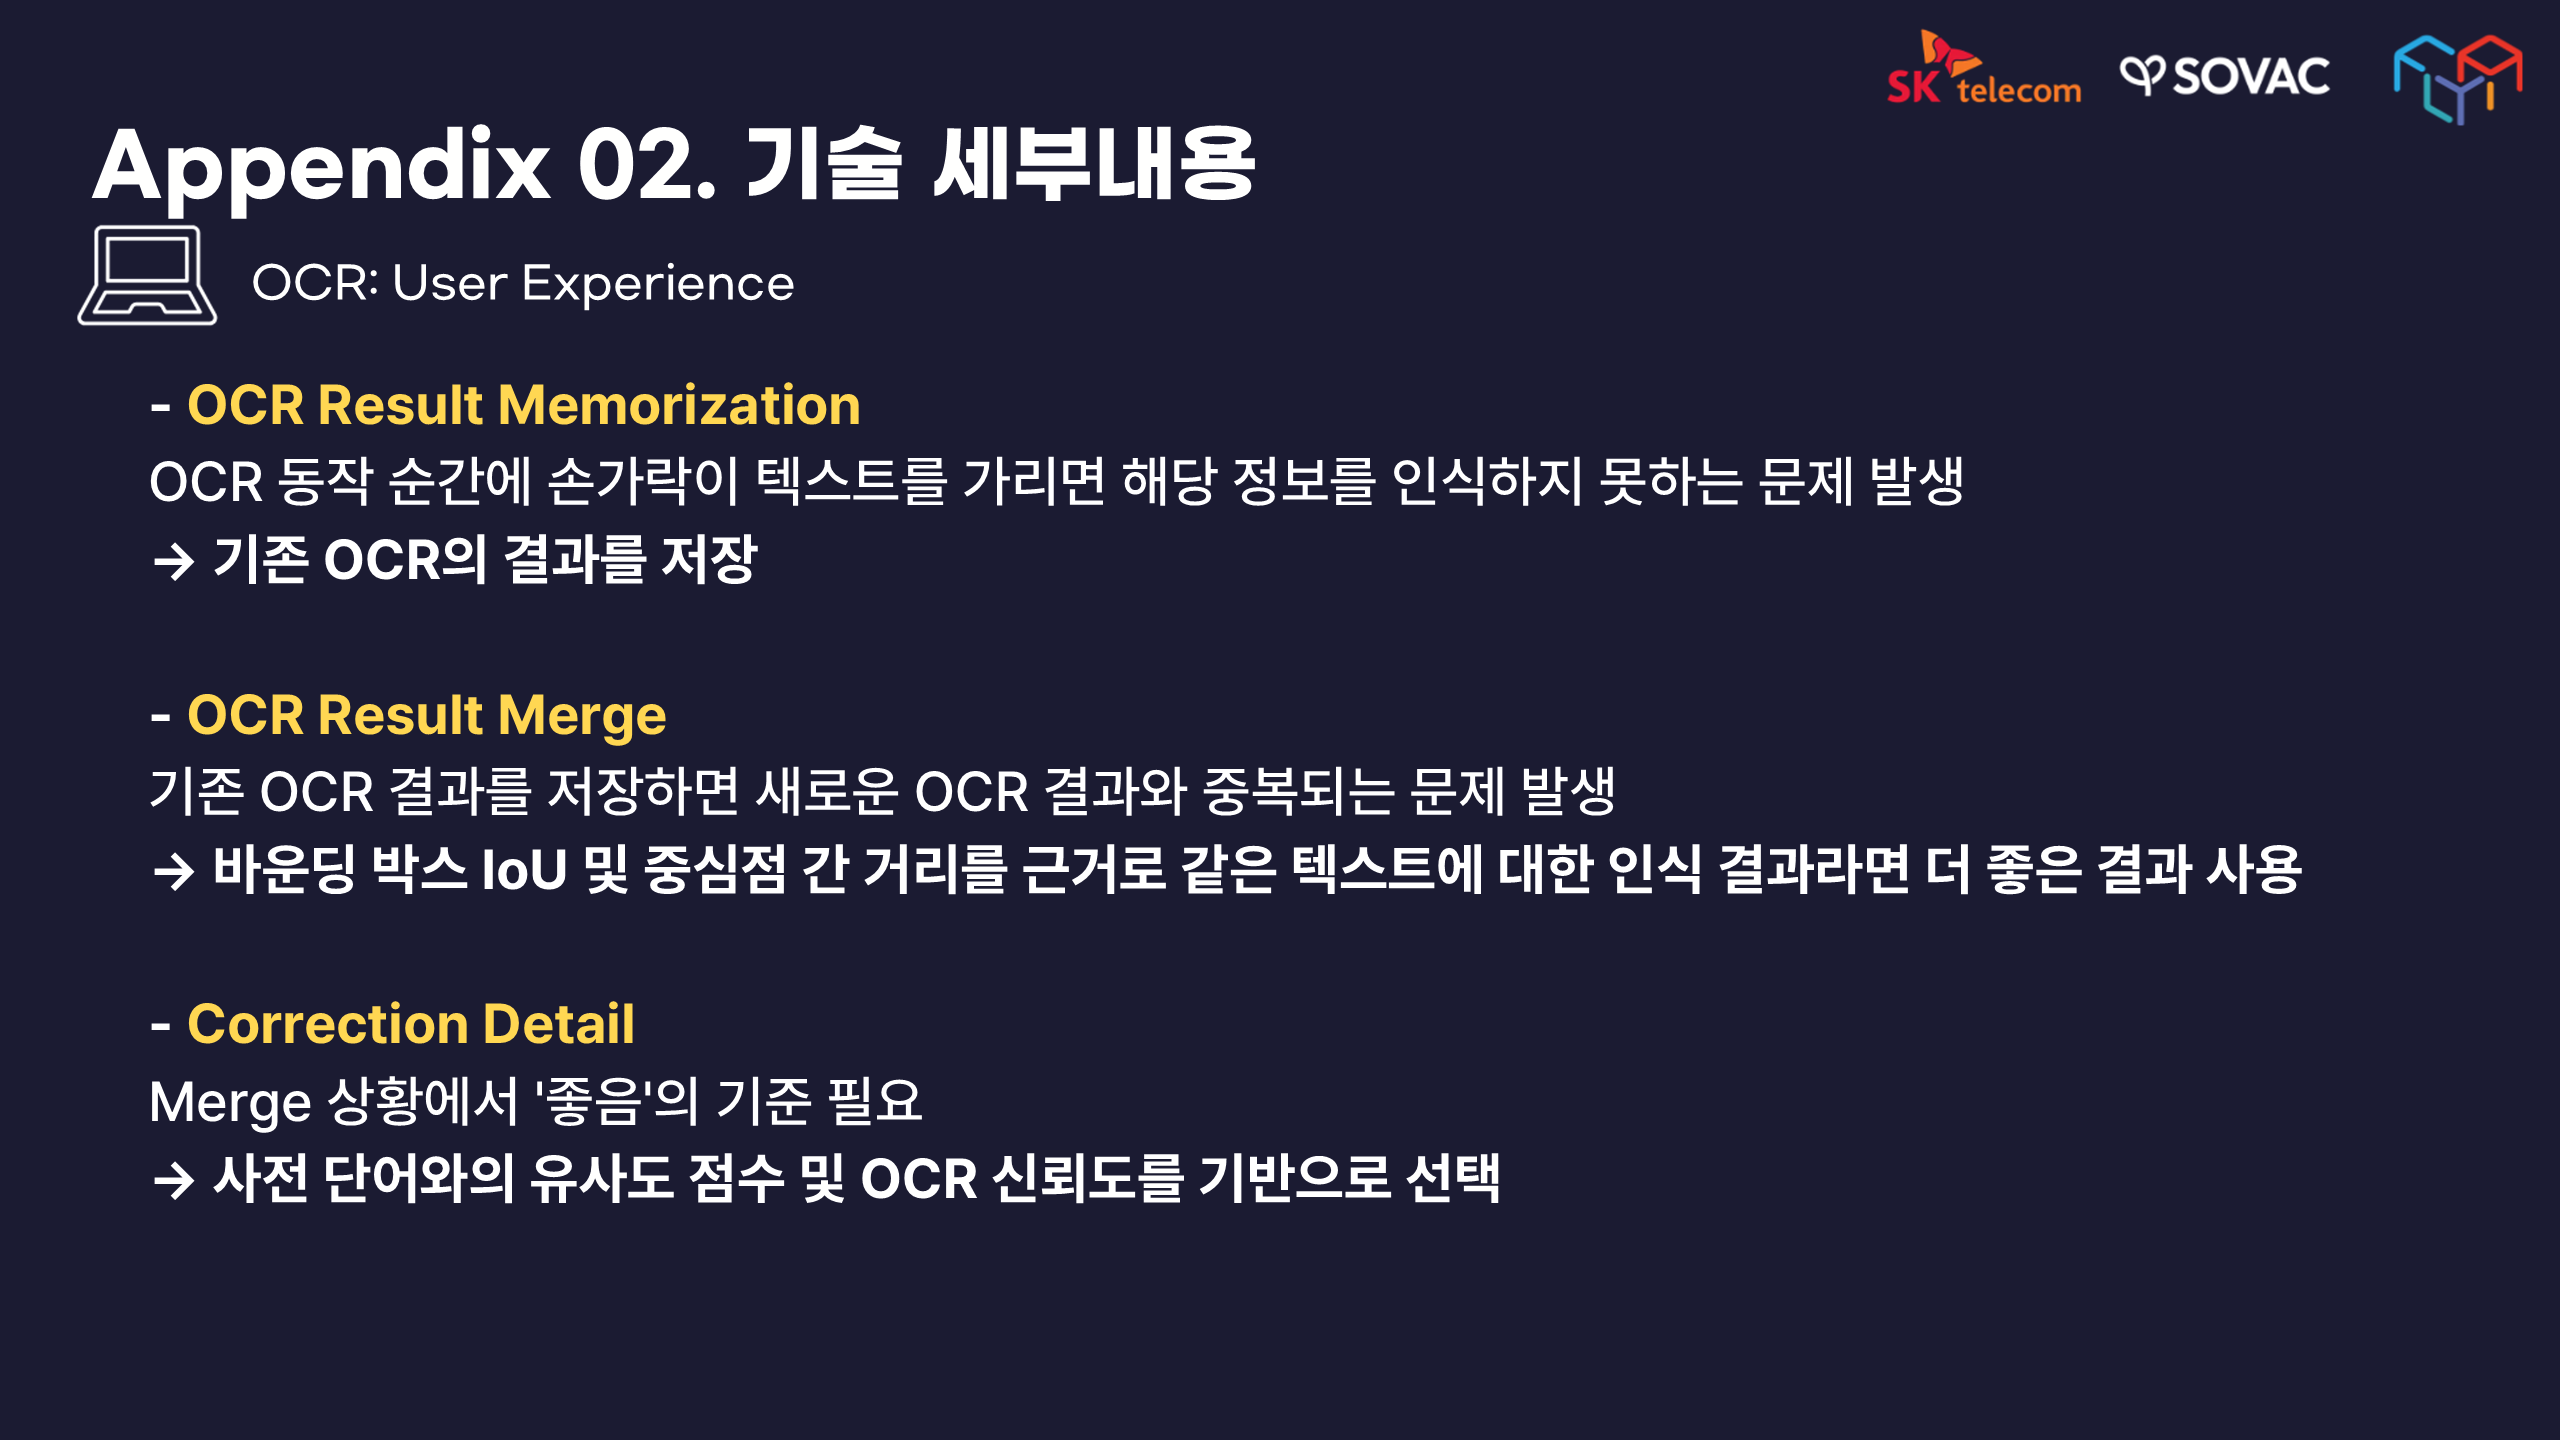 SK telecom
SOVAC
Appendix 02. 기술 세부내용
OCR: User Experience
- OCR Result Memorization
OCR 동작 순간에 손가락이 텍스트를 가리면 해당 정보를 인식하지 못하는 문제 발생
→ 기존 OCR의 결과를 저장
- OCR Result Merge
기존 OCR 결과를 저장하면 새로운 OCR 결과와 중복되는 문제 발생
→ 바운딩 박스 IoU 및 중심점 간 거리를 근거로 같은 텍스트에 대한 인식 결과라면 더 좋은 결과 사용
- Correction Detail
Merge 상황에서 '좋음'의 기준 필요
→ 사전 단어와의 유사도 점수 및 OCR 신뢰도를 기반으로 선택